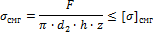 σсмг = F / (π · d₂ · h · z) ≤ [σ]смг